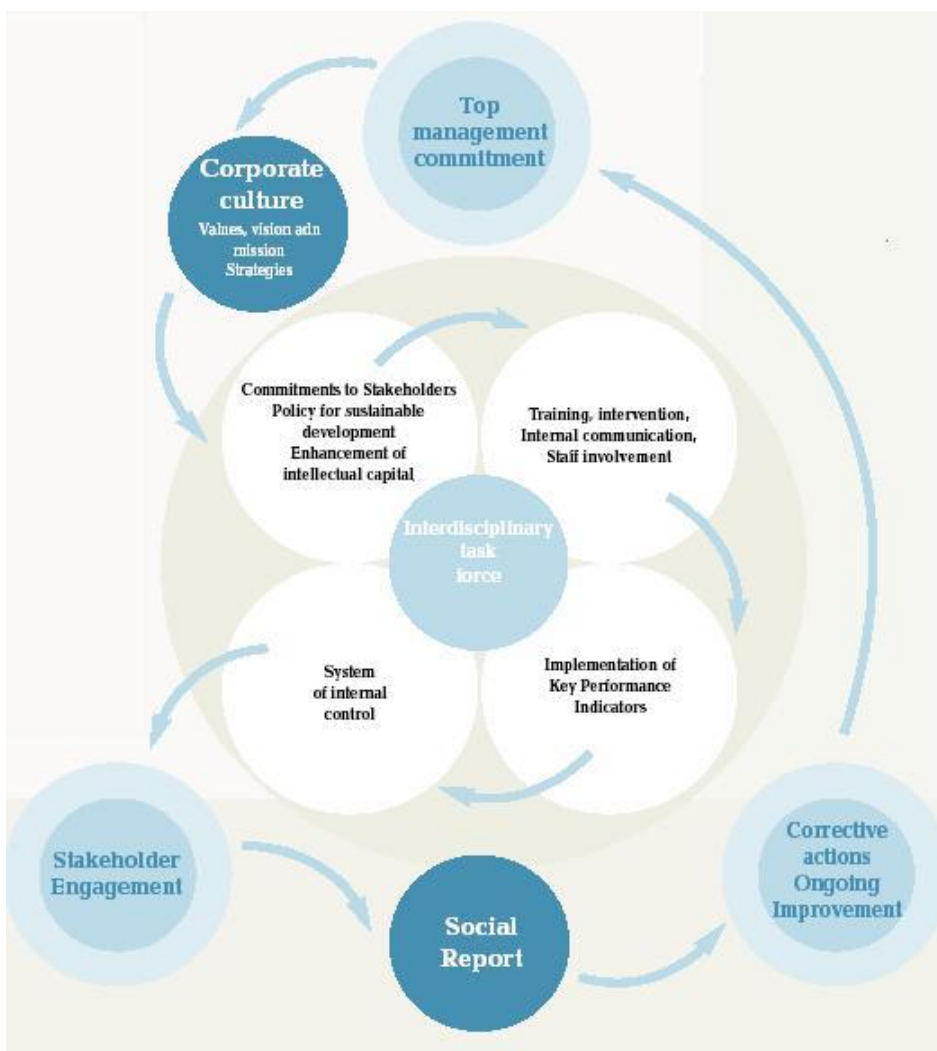 Top
management
commitment
Corporate
culture
Values, vision adn
mission
Strategies
Commitments to Stakeholders
Policy for sustainable
development
Enhancement of
intellectual capital
Training, intervention,
Internal communication,
Staff involvement
Interdisciplinary
task
force
System
of internal
control
Implementation of
Key Performance
Indicators
Stakeholder
Engagement
Social
Report
Corrective
actions
Ongoing
Improvement